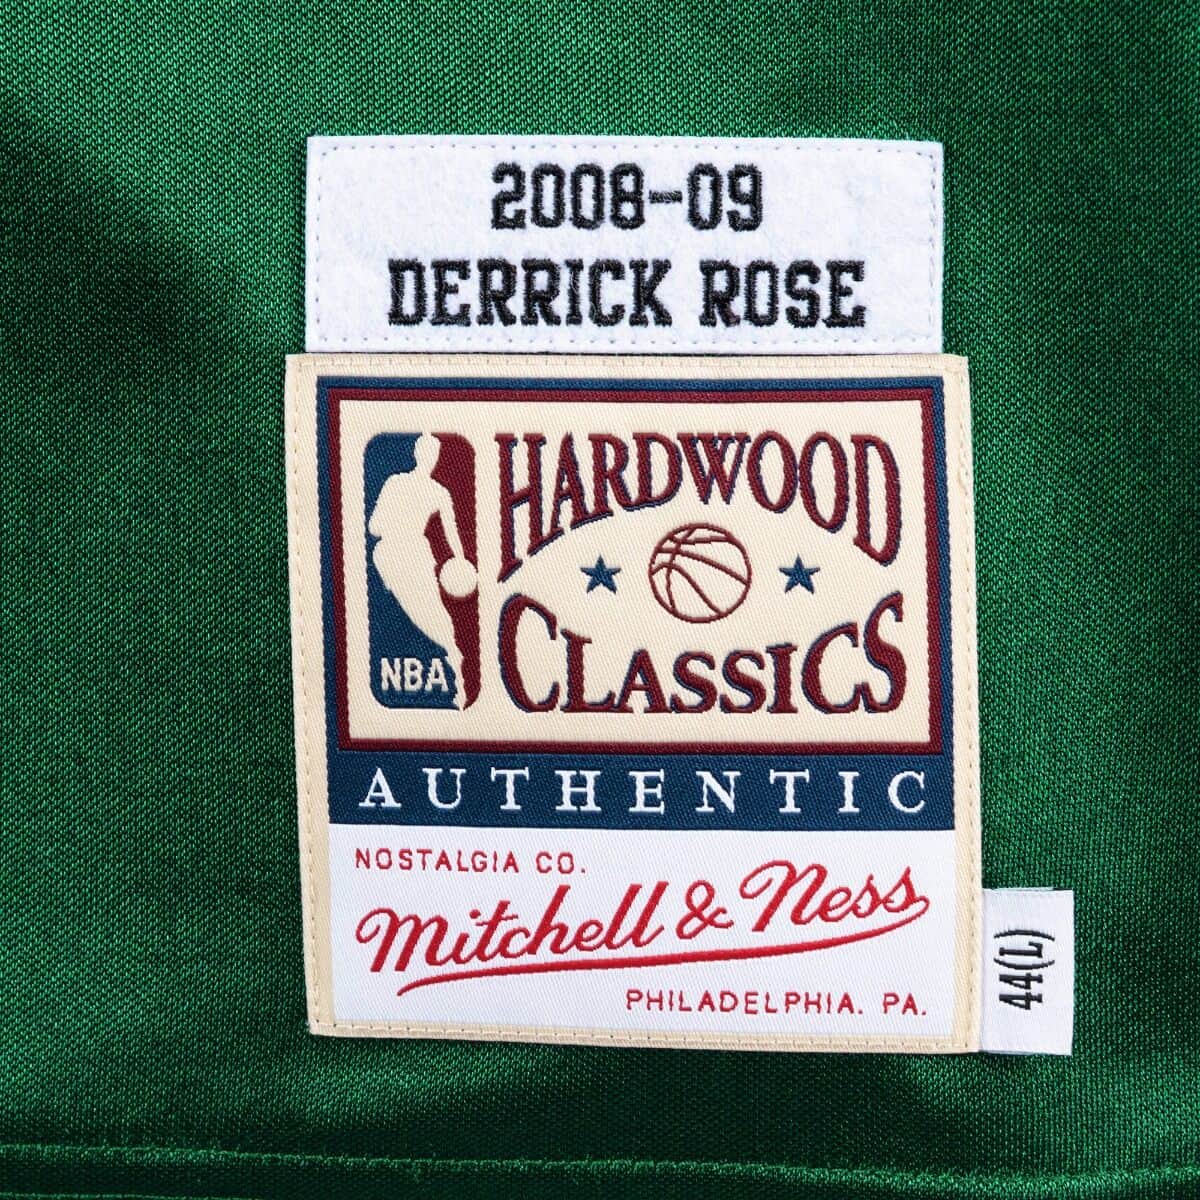 2008-09
DERRICK ROSE
HARDWOOD
CLASSICS
NBA
AUTHENTIC
NOSTALGIA CO.
Mitchell & Ness
PHILADELPHIA. PA.
44(L)